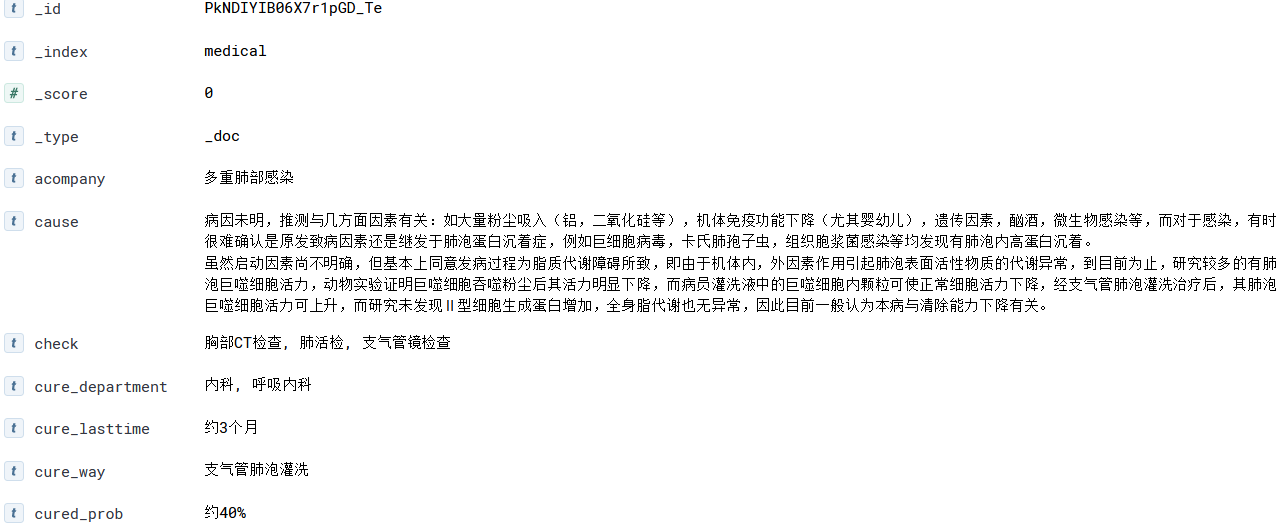 t _id PkNDIYIB06X7r1pGD_Te
t _index medical
# _score 0
t _type _doc
t acompany 多重肺部感染
t cause 病因未明，推测与几方面因素有关：如大量粉尘吸入（铝，二氧化硅等），机体免疫功能下降（尤其婴幼儿），遗传因素，酗酒，微生物感染等，而对于感染，有时
很难确认是原发致病因素还是继发于肺泡蛋白沉着症，例如巨细胞病毒，卡氏肺孢子虫，组织胞浆菌感染等均发现有肺泡内高蛋白沉着。
虽然启动因素尚不明确，但基本上同意发病过程为脂质代谢障碍所致，即由于机体内，外因素作用引起肺泡表面活性物质的代谢异常，到目前为止，研究较多的有肺
泡巨噬细胞活力，动物实验证明巨噬细胞吞噬粉尘后其活力明显下降，而病员灌洗液中的巨噬细胞内颗粒可使正常细胞活力下降，经支气管肺泡灌洗治疗后，其肺泡
巨噬细胞活力可上升，而研究未发现Ⅱ型细胞生成蛋白增加，全身脂代谢也无异常，因此目前一般认为本病与清除能力下降有关。
t check 胸部CT检查, 肺活检, 支气管镜检查
t cure_department 内科, 呼吸内科
t cure_lasttime 约3个月
t cure_way 支气管肺泡灌洗
t cured_prob 约40%